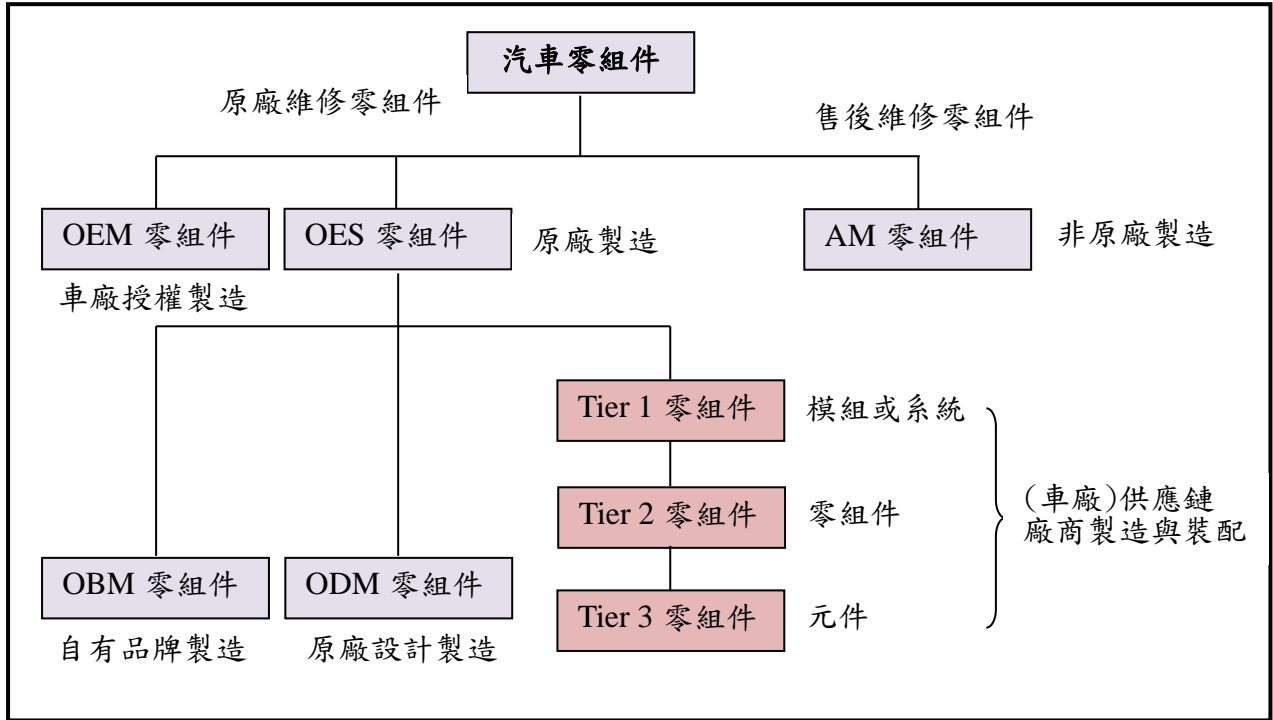 汽車零組件
原廠維修零組件
售後維修零組件
OEM 零組件
OES 零組件
原廠製造
AM 零組件
非原廠製造
車廠授權製造
Tier 1 零組件
模組或系統
Tier 2 零組件
零組件
(車廠)供應鏈
廠商製造與裝配
OBM 零組件
ODM 零組件
Tier 3 零組件
元件
自有品牌製造
原廠設計製造